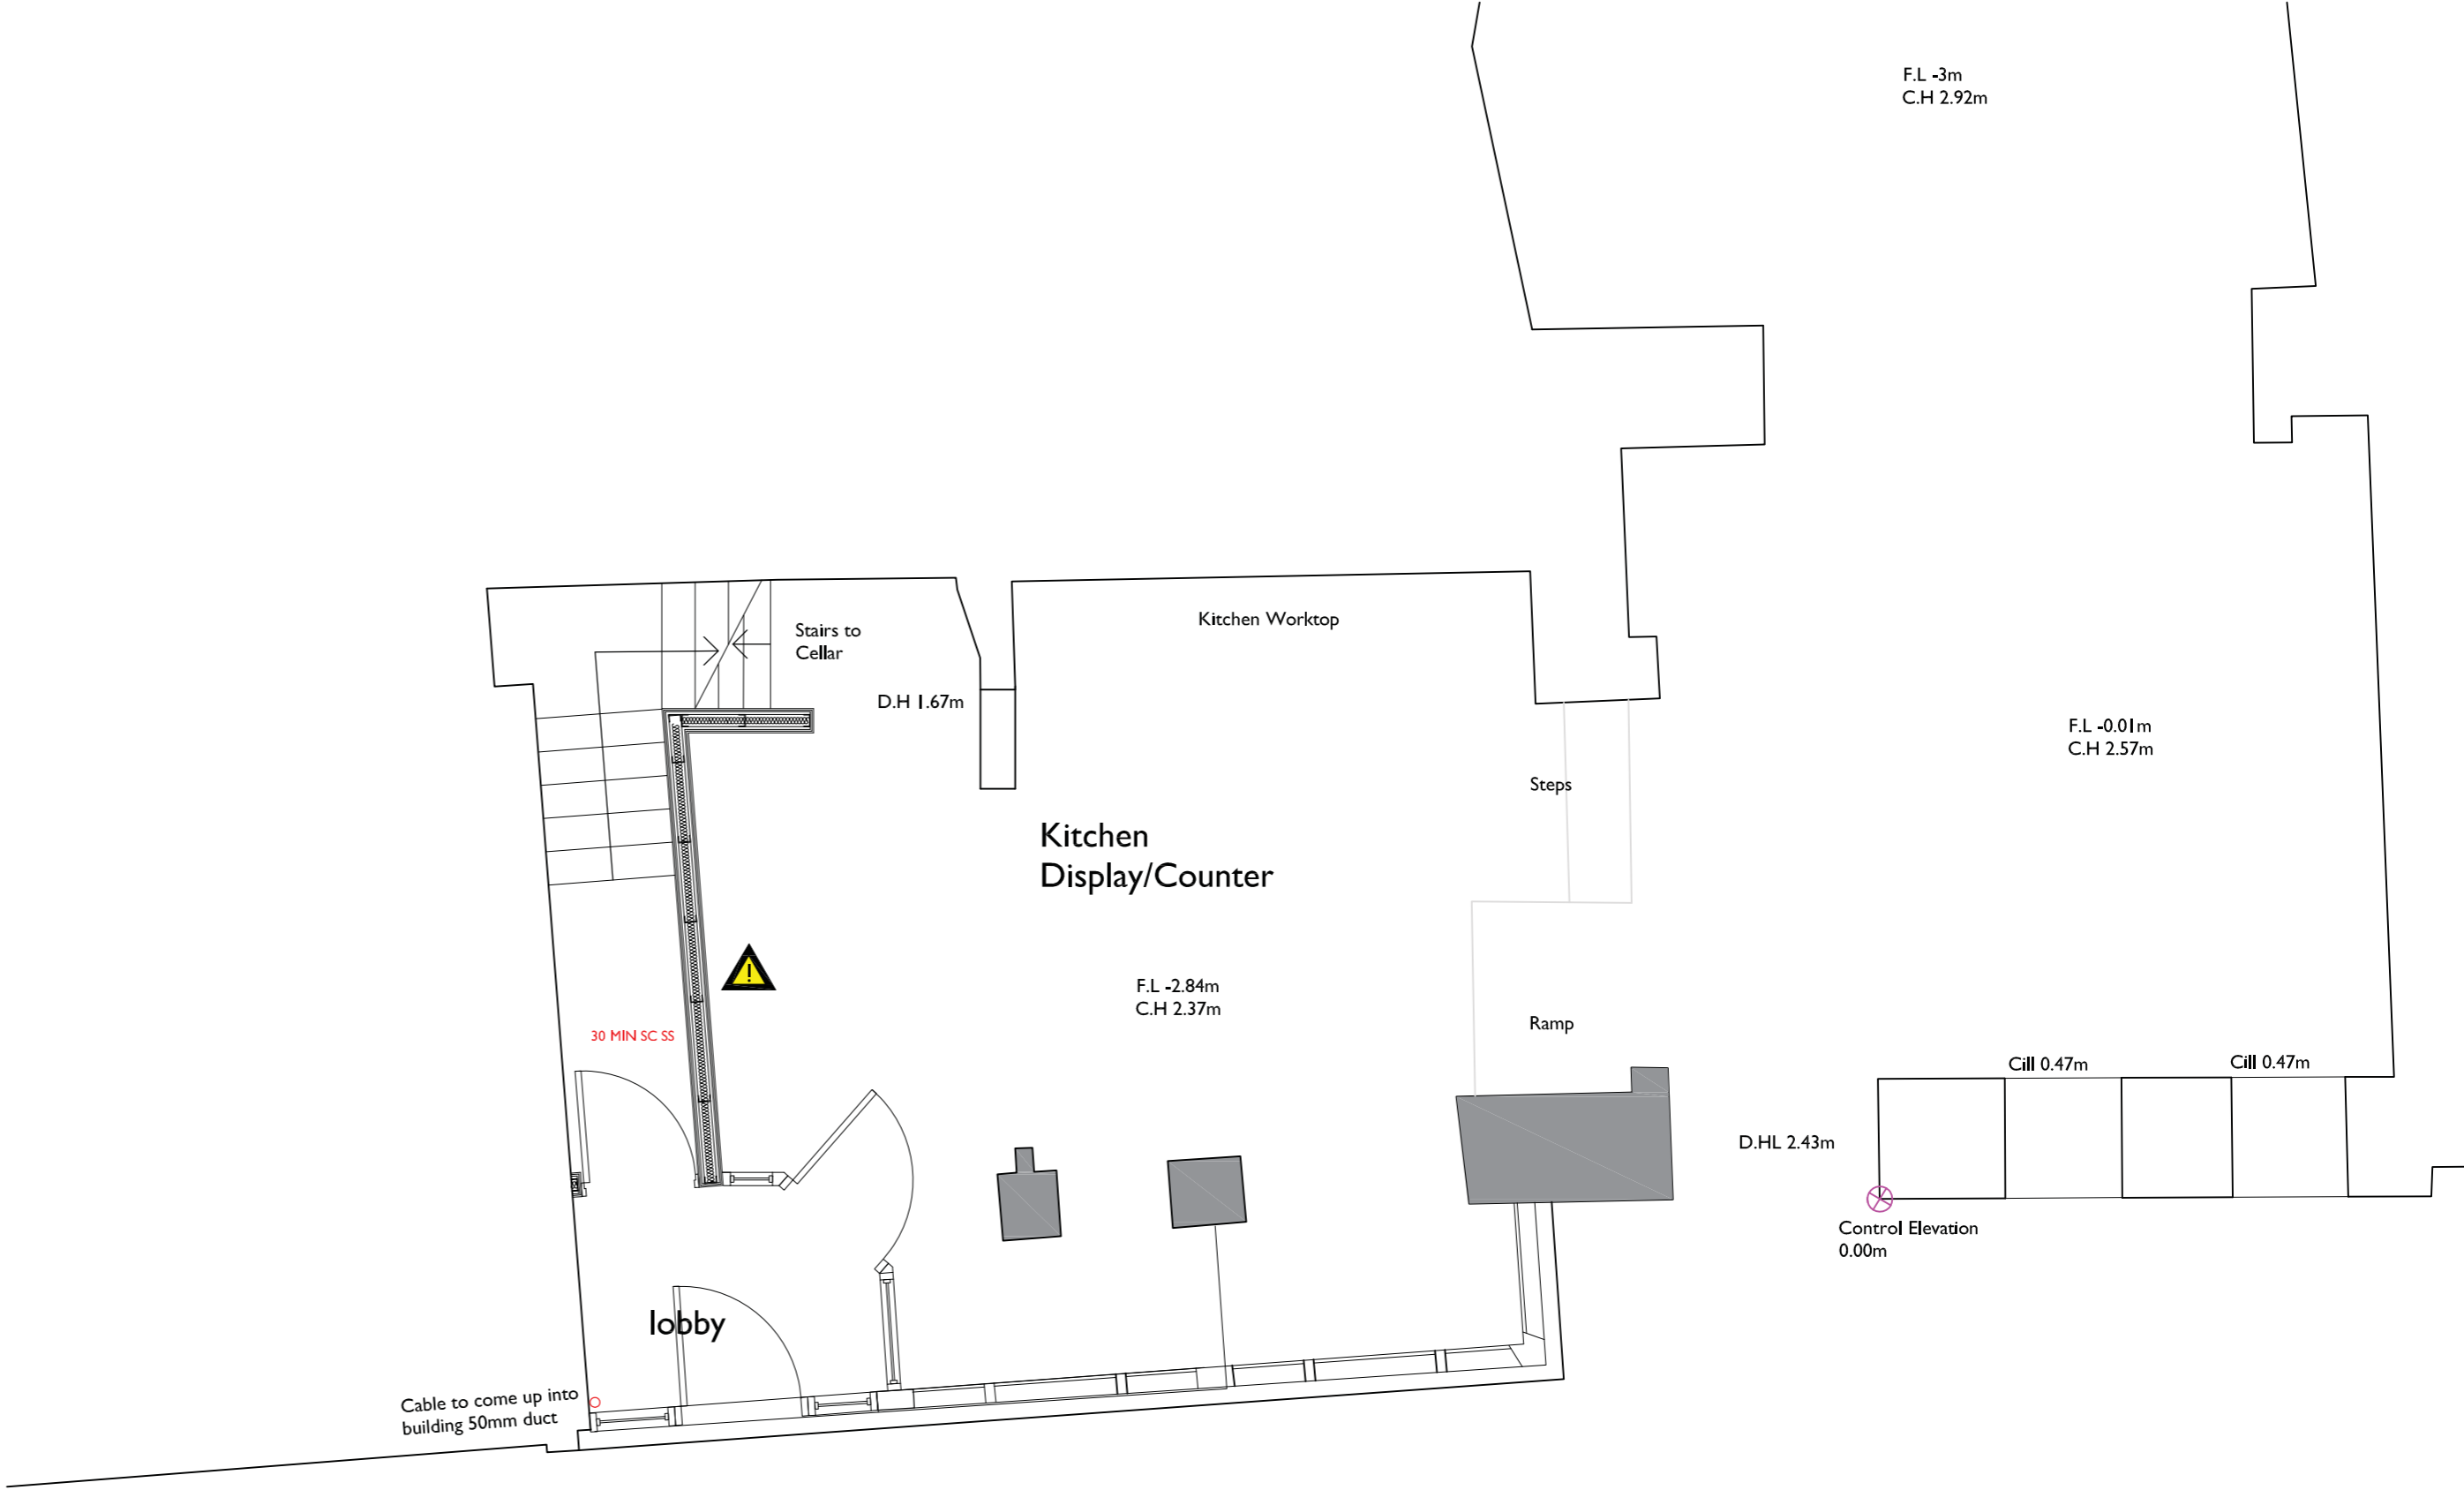 F.L -3m
C.H 2.92m
Kitchen Worktop
Stairs to
Cellar
D.H 1.67m
F.L -0.01m
C.H 2.57m
Steps
Kitchen
Display/Counter
F.L -2.84m
C.H 2.37m
Ramp
30 MIN SC SS
Cill 0.47m
Cill 0.47m
D.HL 2.43m
Control Elevation
0.00m
lobby
Cable to come up into
building 50mm duct